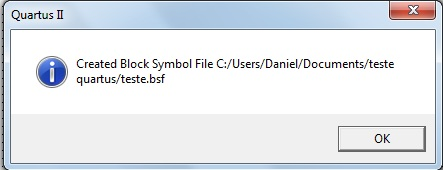 Quartus II
Created Block Symbol File C:/Users/Daniel/Documents/teste
quartus/teste.bsf
OK